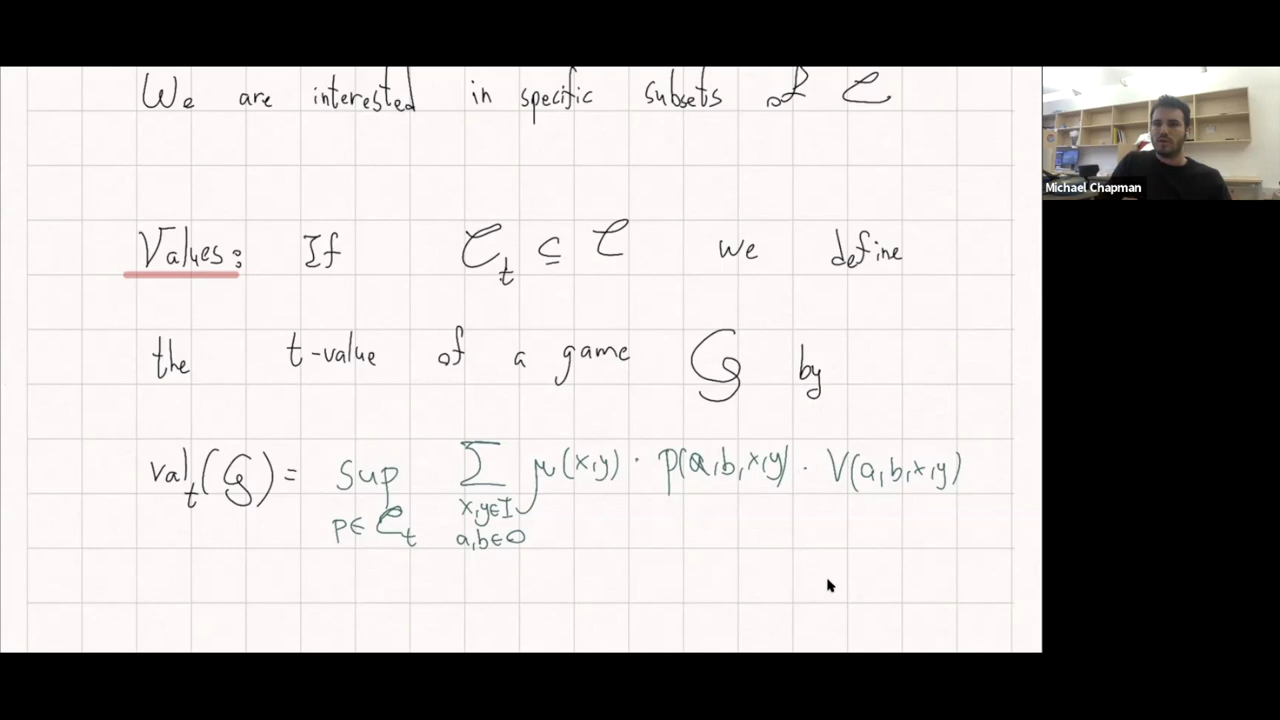 We are interested in specific subsets of 𝒞
Values: If 𝒞_t ⊆ 𝒞 we define
the t-value of a game 𝒢 by
val_t(𝒢) = Sup_{p∈𝒞_t} Σ_{x,y∈I a,b∈O} μ(x,y) · p(a,b,x,y) · V(a,b,x,y)
Michael Chapman